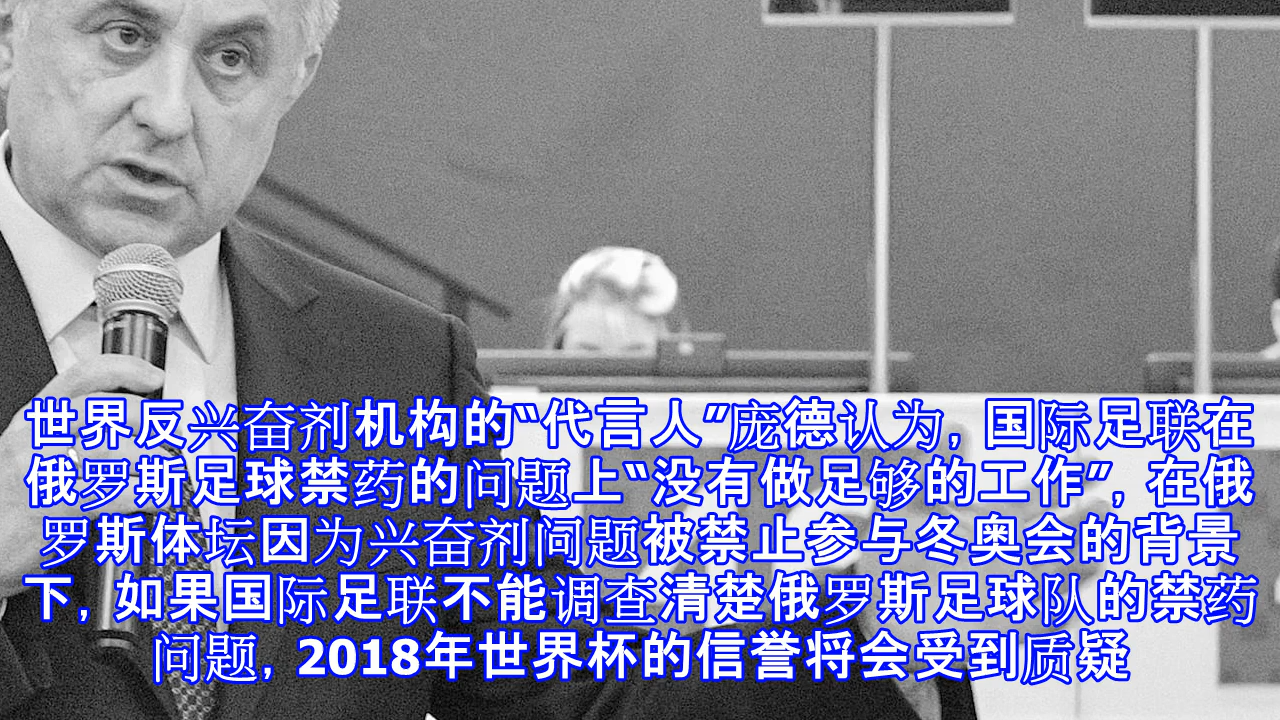 世界反兴奋剂机构的“代言人”庞德认为, 国际足联在
俄罗斯足球禁药的问题上“没有做足够的工作”, 在俄
罗斯体坛因为兴奋剂问题被禁止参与冬奥会的背景
下, 如果国际足联不能调查清楚俄罗斯足球队的禁药
问题, 2018年世界杯的信誉将会受到质疑